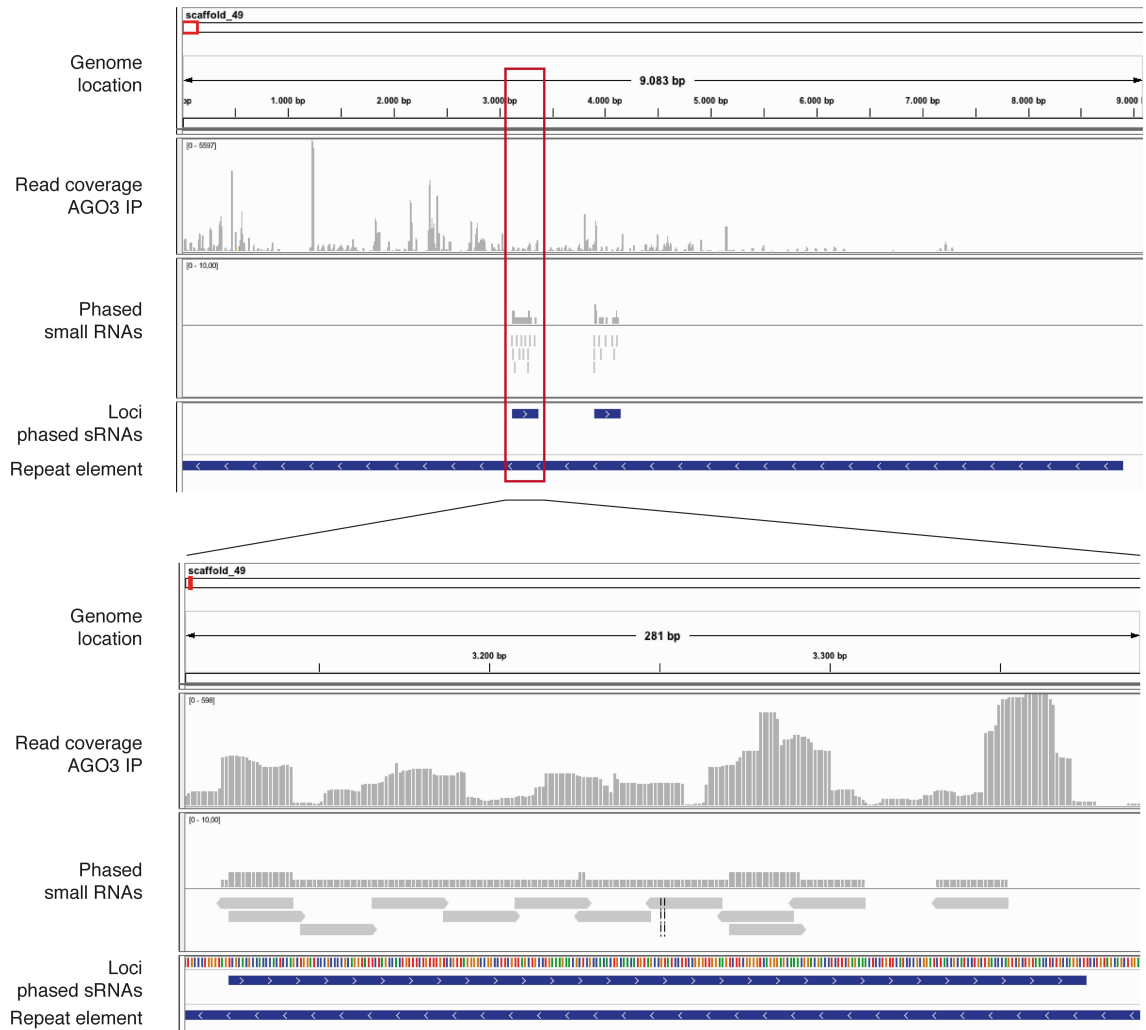 scaffold_49
Genome
location
9.083 bp
1.000 bp 2.000 bp 3.000 bp 4.000 bp 5.000 bp 6.000 bp 7.000 bp 8.000 bp 9.000
[0 - 5597]
Read coverage
AGO3 IP
[0 - 10,00]
Phased
small RNAs
Loci
phased sRNAs
Repeat element
scaffold_49
Genome
location
281 bp
3.200 bp 3.300 bp
[0 - 598]
Read coverage
AGO3 IP
[0 - 10,00]
Phased
small RNAs
Loci
phased sRNAs
Repeat element